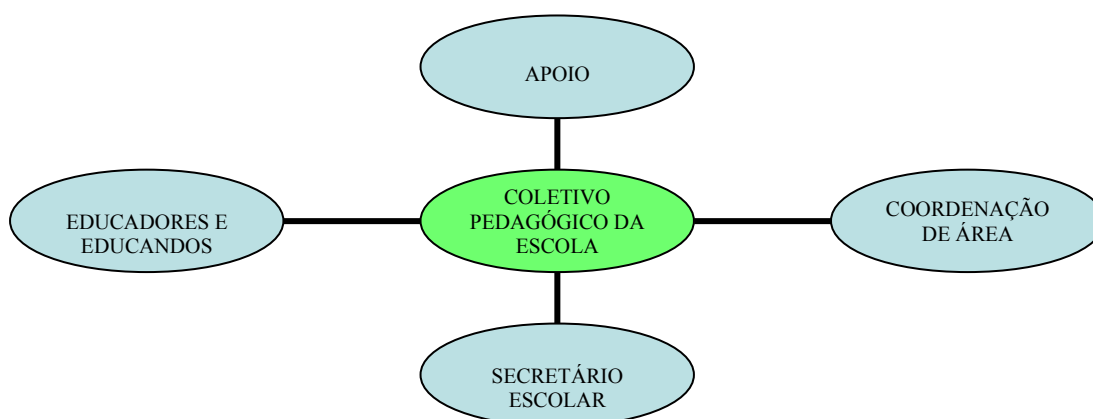 APOIO
EDUCADORES E
EDUCANDOS
COLETIVO
PEDAGÓGICO DA
ESCOLA
COORDENAÇÃO
DE ÁREA
SECRETÁRIO
ESCOLAR